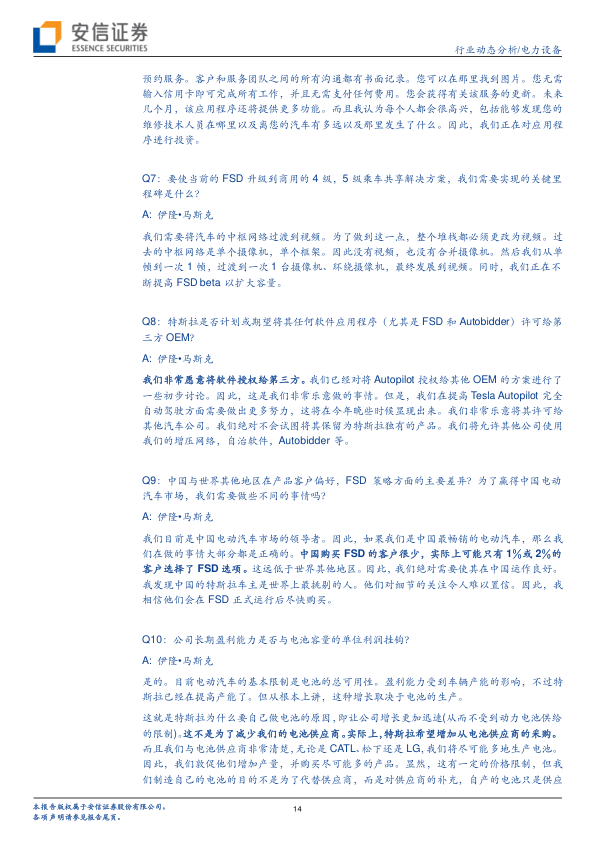 安信证券
ESSENCE SECURITIES
行业动态分析/电力设备
预约服务。客户和服务团队之间的所有沟通都有书面记录。您可以在那里找到图片。您无需
输入信用卡即可完成所有工作，并且无需支付任何费用。您会获得有关该服务的更新。未来
几个月，该应用程序还将提供更多功能。而且我认为每个人都会很高兴，包括能够发现您的
维修技术人员在哪里以及离您的汽车有多远以及那里发生了什么。因此，我们正在对应用程
序进行投资。
Q7：要使当前的 FSD 升级到商用的 4 级，5 级乘车共享解决方案，我们需要实现的关键里
程碑是什么？
A: 伊隆•马斯克
我们需要将汽车的中枢网络过渡到视频。为了做到这一点，整个堆栈都必须更改为视频。过
去的中枢网络是单个摄像机，单个框架。因此没有视频，也没有合并摄像机。然后我们从单
帧到一次 1 帧，过渡到一次 1 台摄像机、环绕摄像机，最终发展到视频。同时，我们正在不
断提高 FSD beta 以扩大容量。
Q8：特斯拉是否计划或期望将其任何软件应用程序（尤其是 FSD 和 Autobidder）许可给第
三方 OEM？
A: 伊隆•马斯克
我们非常愿意将软件授权给第三方。我们已经对将 Autopilot 授权给其他 OEM 的方案进行了
一些初步讨论。因此，这是我们非常乐意做的事情。但是，我们在提高 Tesla Autopilot 完全
自动驾驶方面需要做出更多努力，这将在今年晚些时候显现出来。我们非常乐意将其许可给
其他汽车公司。我们绝对不会试图将其保留为特斯拉独有的产品。我们将允许其他公司使用
我们的增压网络，自治软件，Autobidder 等。
Q9：中国与世界其他地区在产品客户偏好，FSD 策略方面的主要差异？为了赢得中国电动
汽车市场，我们需要做些不同的事情吗？
A: 伊隆•马斯克
我们目前是中国电动汽车市场的领导者。因此，如果我们是中国最畅销的电动汽车，那么我
们在做的事情大部分都是正确的。中国购买 FSD 的客户很少，实际上可能只有 1%或 2%的
客户选择了 FSD 选项。这远低于世界其他地区。因此，我们绝对需要使其在中国运作良好。
我发现中国的特斯拉车主是世界上最挑剔的人。他们对细节的关注令人难以置信。因此，我
相信他们会在 FSD 正式运行后尽快购买。
Q10：公司长期盈利能力是否与电池容量的单位利润挂钩？
A: 伊隆•马斯克
是的。目前电动汽车的基本限制是电池的总可用性。盈利能力受到车辆产能的影响，不过特
斯拉已经在提高产能了。但从根本上讲，这种增长取决于电池的生产。
这就是特斯拉为什么要自己做电池的原因，即让公司增长更加迅速(从而不受到动力电池供给
的限制)。这不是为了减少我们的电池供应商。实际上，特斯拉希望增加从电池供应商的采购。
而且我们与电池供应商非常清楚，无论是 CATL、松下还是 LG，我们将尽可能多地生产电池。
因此，我们敦促他们增加产量，并购买尽可能多的产品。显然，这有一定的价格限制，但我
们制造自己的电池的目的不是为了代替供应商，而是对供应商的补充，自产的电池只是供应
本报告版权属于安信证券股份有限公司。
14
各项声明请参见报告尾页。